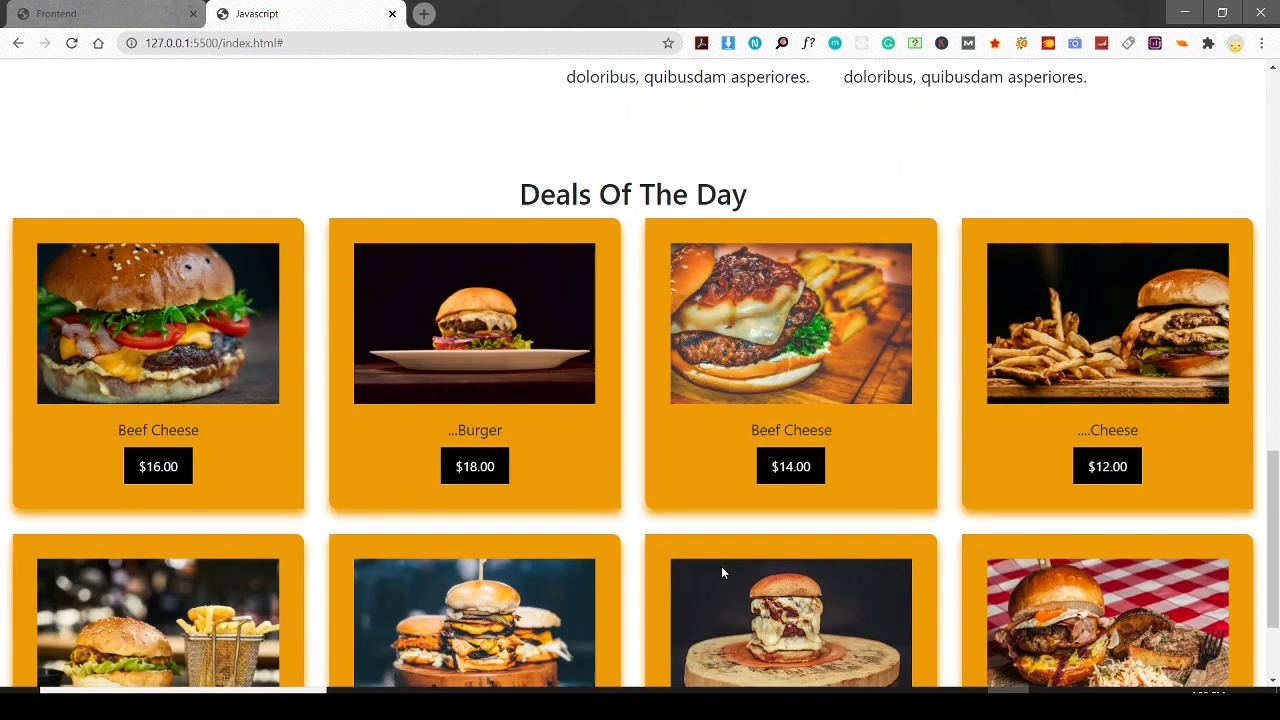 Frontend
Javascript
127.0.0.1:5500/index.html#
doloribus, quibusdam asperiores.
doloribus, quibusdam asperiores.
Deals Of The Day
Beef Cheese
...Burger
Beef Cheese
....Cheese
$16.00
$18.00
$14.00
$12.00